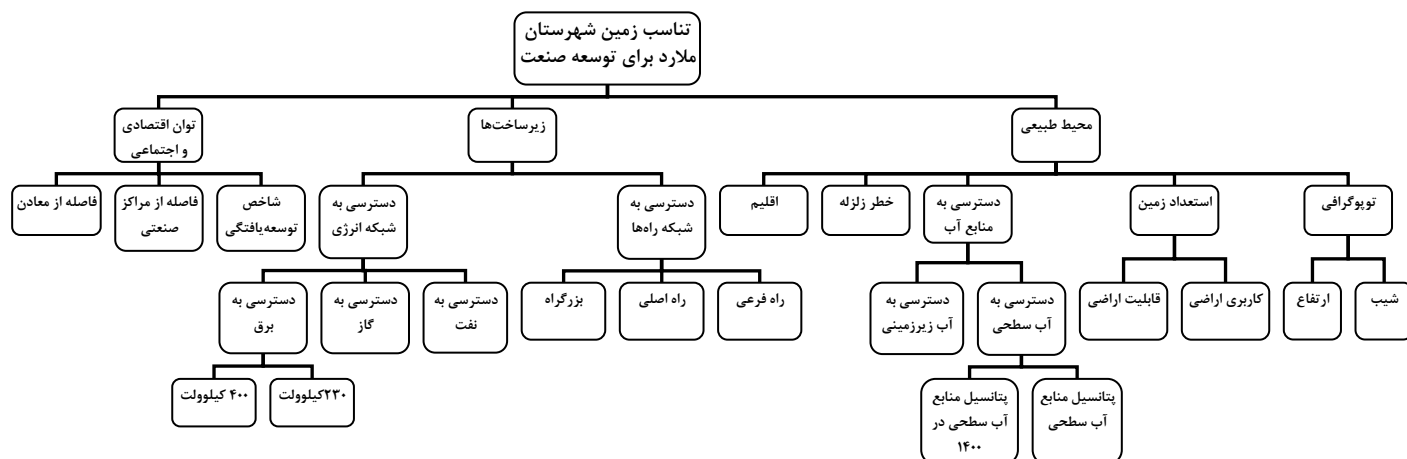 تناسب زمین شهرستان
ملارد برای توسعه صنعت
محیط طبیعی
زیرساخت‌ها
توان اقتصادی
و اجتماعی
توپوگرافی
استعداد زمین
دسترسی به
منابع آب
خطر زلزله
اقلیم
دسترسی به
شبکه راه‌ها
دسترسی به
شبکه انرژی
شاخص
توسعه‌یافتگی
فاصله از مراکز
صنعتی
فاصله از معادن
شیب
ارتفاع
کاربری اراضی
قابلیت اراضی
دسترسی به
آب سطحی
دسترسی به
آب زیرزمینی
راه فرعی
راه اصلی
بزرگراه
دسترسی به
نفت
دسترسی به
گاز
دسترسی به
برق
پتانسیل منابع
آب سطحی
پتانسیل منابع
آب سطحی در
۱۴۰۰
۲۳۰کیلوولت
۴۰۰ کیلوولت